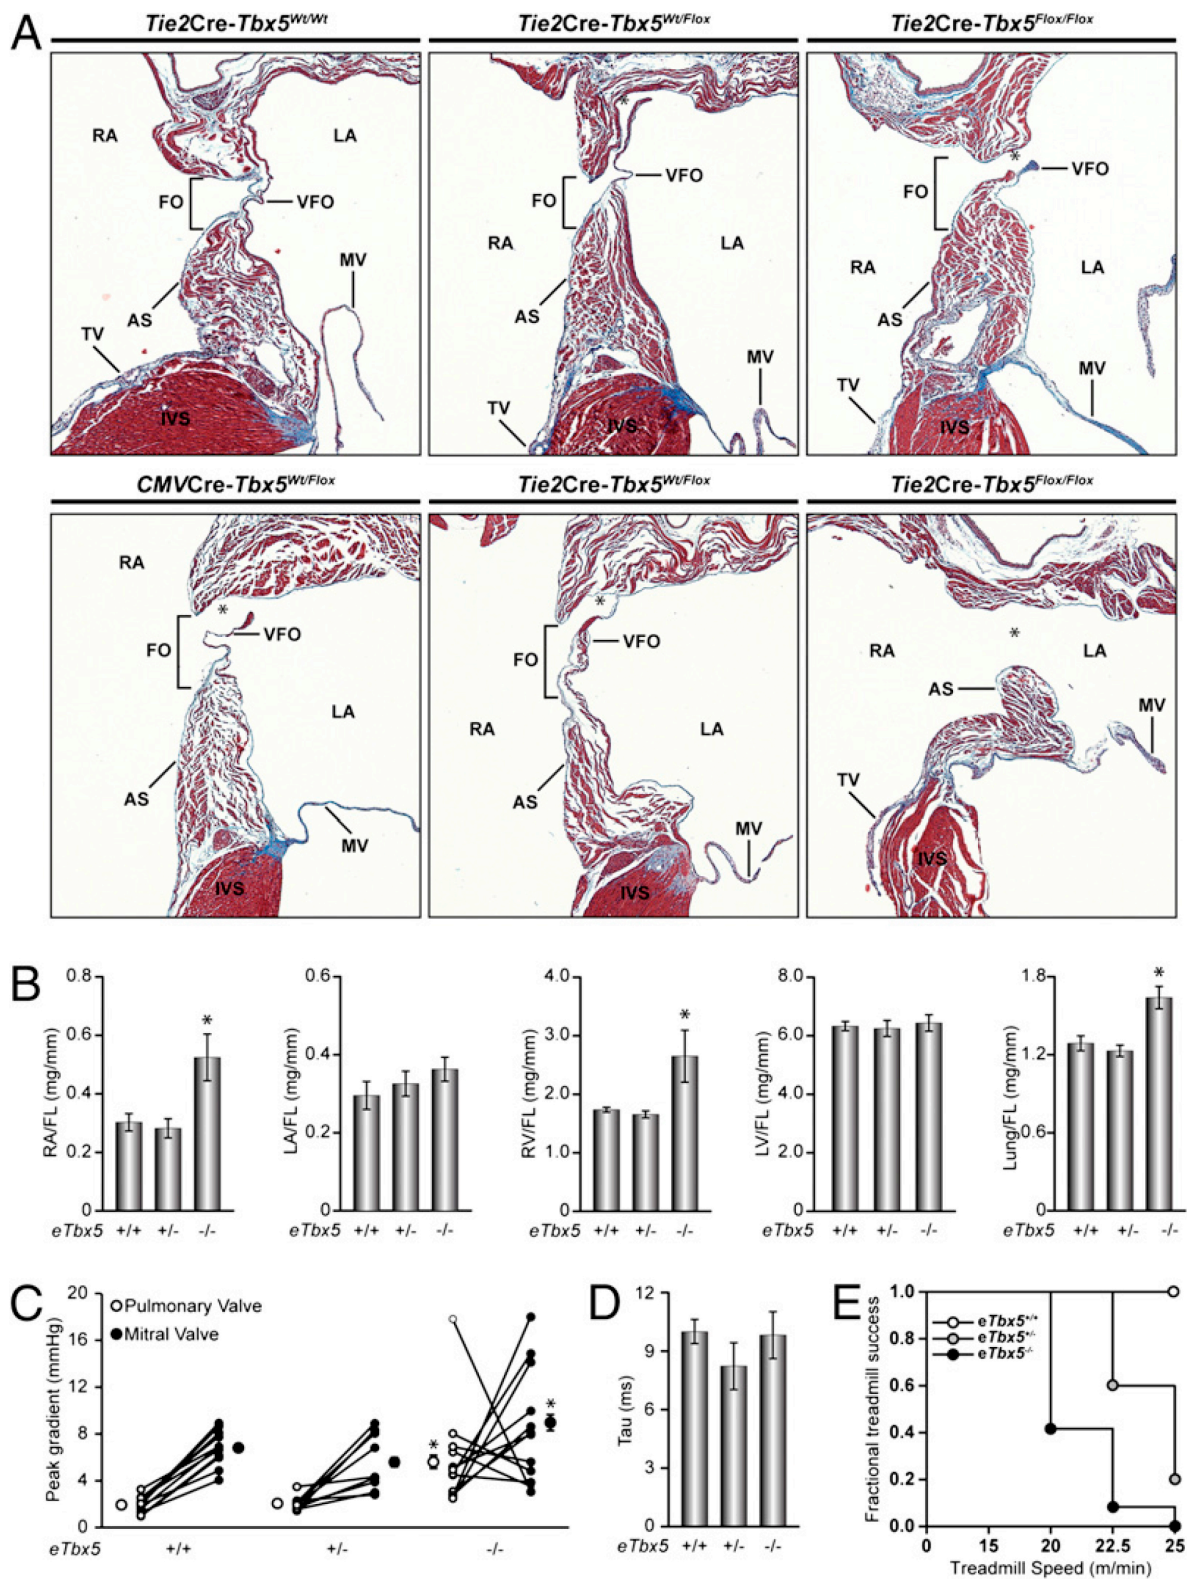 A
Tie2Cre-Tbx5Wt/Wt
Tie2Cre-Tbx5Wt/Flox
Tie2Cre-Tbx5Flox/Flox
RA
LA
FO
VFO
MV
AS
TV
IVS
*
FO
VFO
RA
LA
AS
MV
TV
IVS
*
VFO
FO
RA
LA
AS
TV
MV
IVS
CMVCre-Tbx5Wt/Flox
Tie2Cre-Tbx5Wt/Flox
Tie2Cre-Tbx5Flox/Flox
RA
*
FO
VFO
LA
AS
MV
IVS
*
FO
VFO
RA
LA
AS
MV
IVS
*
RA
LA
AS
MV
TV
IVS
B
RA/FL (mg/mm)
0.8
0.6
0.4
0.2
0
*
eTbx5 +/+ +/- -/-
LA/FL (mg/mm)
0.6
0.4
0.2
0
eTbx5 +/+ +/- -/-
RV/FL (mg/mm)
4.0
3.0
2.0
1.0
0
*
eTbx5 +/+ +/- -/-
LV/FL (mg/mm)
8.0
6.0
4.0
2.0
0
eTbx5 +/+ +/- -/-
Lung/FL (mg/mm)
1.8
1.2
0.6
0
*
eTbx5 +/+ +/- -/-
C
Peak gradient (mmHg)
20
16
12
8
4
0
Pulmonary Valve
Mitral Valve
*
*
eTbx5 +/+ +/- -/-
D
Tau (ms)
12
9
6
3
0
eTbx5 +/+ +/- -/-
E
Fractional treadmill success
1.0
0.8
0.6
0.4
0.2
0.0
eTbx5+/+
eTbx5+/-
eTbx5-/-
0 15 20 22.5 25
Treadmill Speed (m/min)